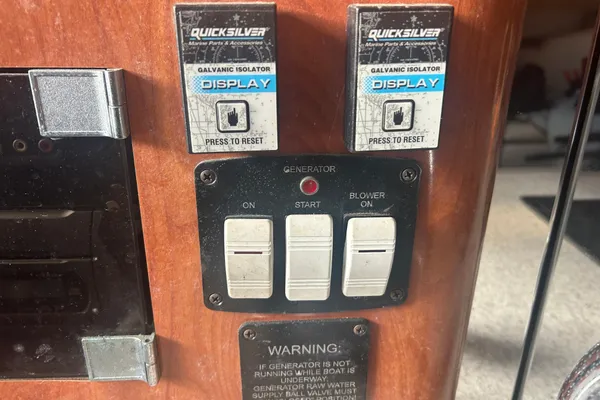 QUICKSILVER
Marine Parts & Accessories
GALVANIC ISOLATOR
DISPLAY
PRESS TO RESET
QUICKSILVER
Marine Parts & Accessories
GALVANIC ISOLATOR
DISPLAY
PRESS TO RESET
GENERATOR
ON
START
BLOWER
ON
WARNING:
IF GENERATOR IS NOT
RUNNING WHILE BOAT IS
UNDERWAY:
GENERATOR RAW WATER
SUPPLY BALL VALVE MUST
POSITION!